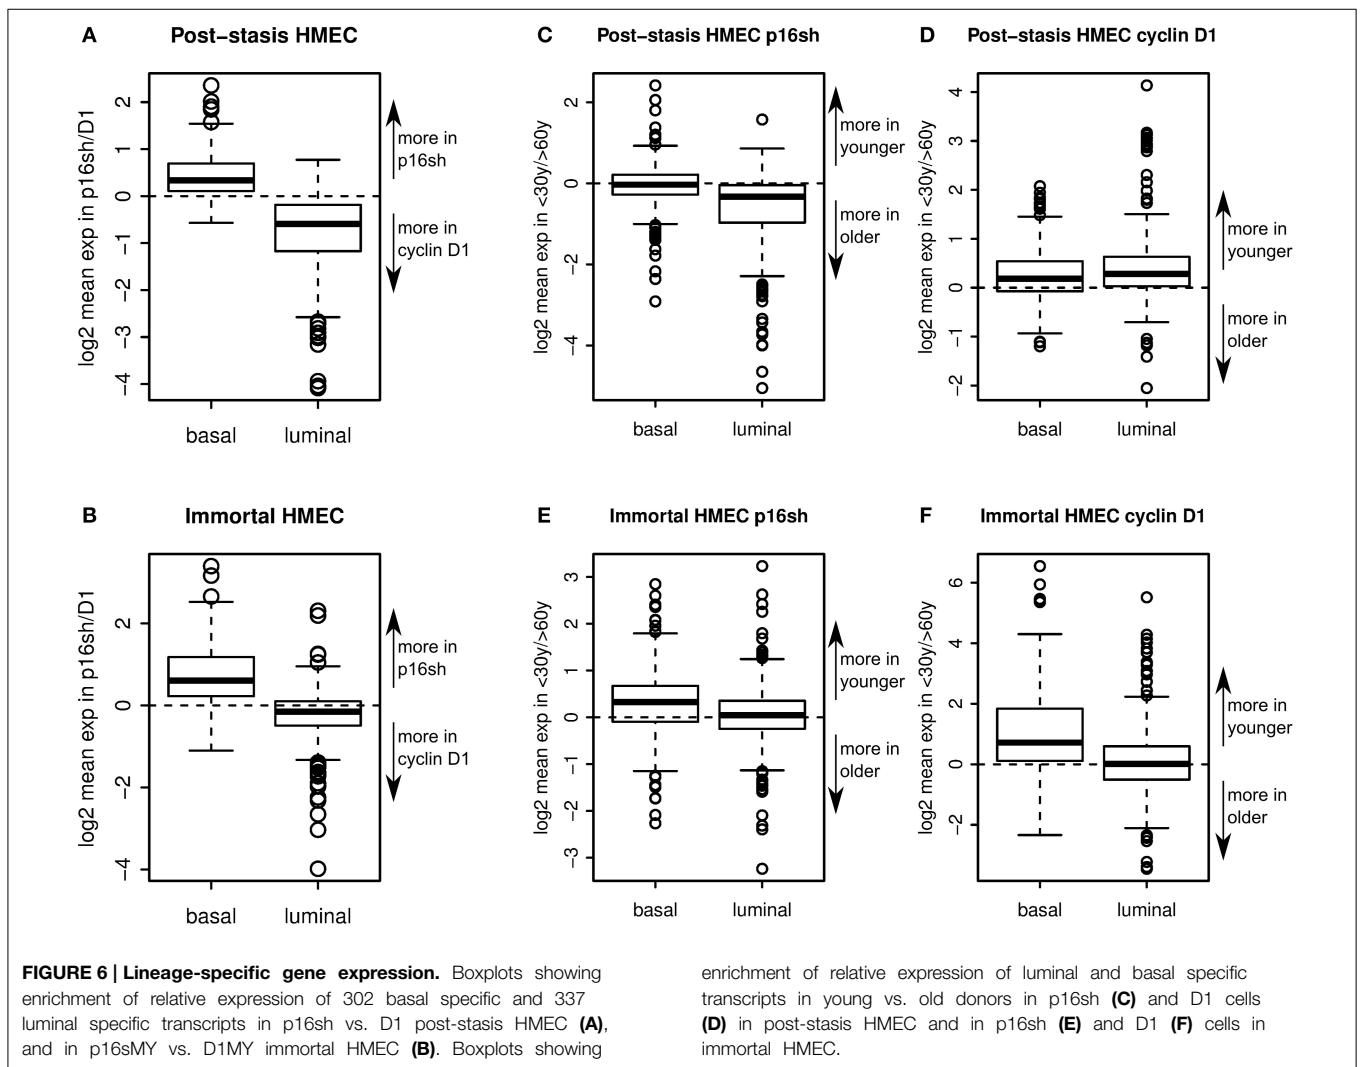 A
Post−stasis HMEC
log2 mean exp in p16sh/D1
2
1
0
−1
−2
−3
−4
more in
p16sh
more in
cyclin D1
basal
luminal
C
Post−stasis HMEC p16sh
log2 mean exp in <30y/>60y
2
0
−2
−4
more in
younger
more in
older
basal
luminal
D
Post−stasis HMEC cyclin D1
log2 mean exp in <30y/>60y
4
3
2
1
0
−1
−2
more in
younger
more in
older
basal
luminal
B
Immortal HMEC
log2 mean exp in p16sh/D1
2
0
−2
−4
more in
p16sh
more in
cyclin D1
basal
luminal
E
Immortal HMEC p16sh
log2 mean exp in <30y/>60y
3
2
1
0
−1
−2
−3
more in
younger
more in
older
basal
luminal
F
Immortal HMEC cyclin D1
log2 mean exp in <30y/>60y
6
4
2
0
−2
more in
younger
more in
older
basal
luminal
FIGURE 6 | Lineage-specific gene expression. Boxplots showing
enrichment of relative expression of 302 basal specific and 337
luminal specific transcripts in p16sh vs. D1 post-stasis HMEC (A),
and in p16sMY vs. D1MY immortal HMEC (B). Boxplots showing
enrichment of relative expression of luminal and basal specific
transcripts in young vs. old donors in p16sh (C) and D1 cells
(D) in post-stasis HMEC and in p16sh (E) and D1 (F) cells in
immortal HMEC.